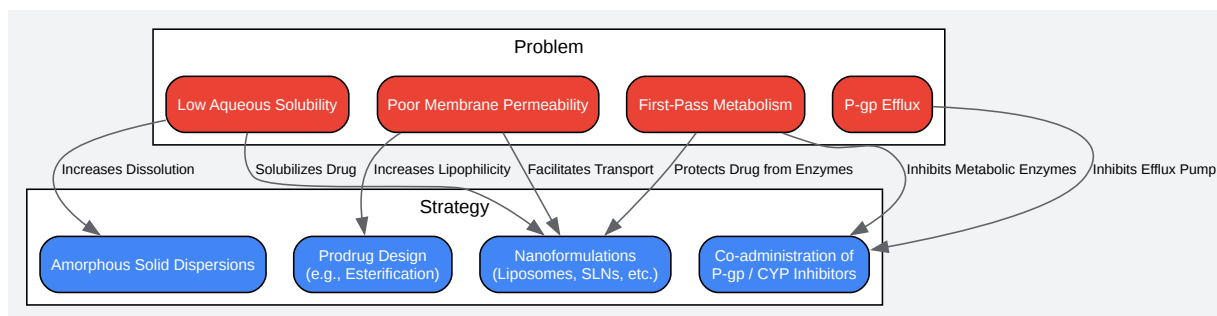 Problem
Low Aqueous Solubility
Poor Membrane Permeability
First-Pass Metabolism
P-gp Efflux
Increases Dissolution
Solubilizes Drug
Increases Lipophilicity
Facilitates Transport
Protects Drug from Enzymes
Inhibits Metabolic Enzymes
Inhibits Efflux Pump
Strategy
Amorphous Solid Dispersions
Prodrug Design
(e.g., Esterification)
Nanoformulations
(Liposomes, SLNs, etc.)
Co-administration of
P-gp / CYP Inhibitors